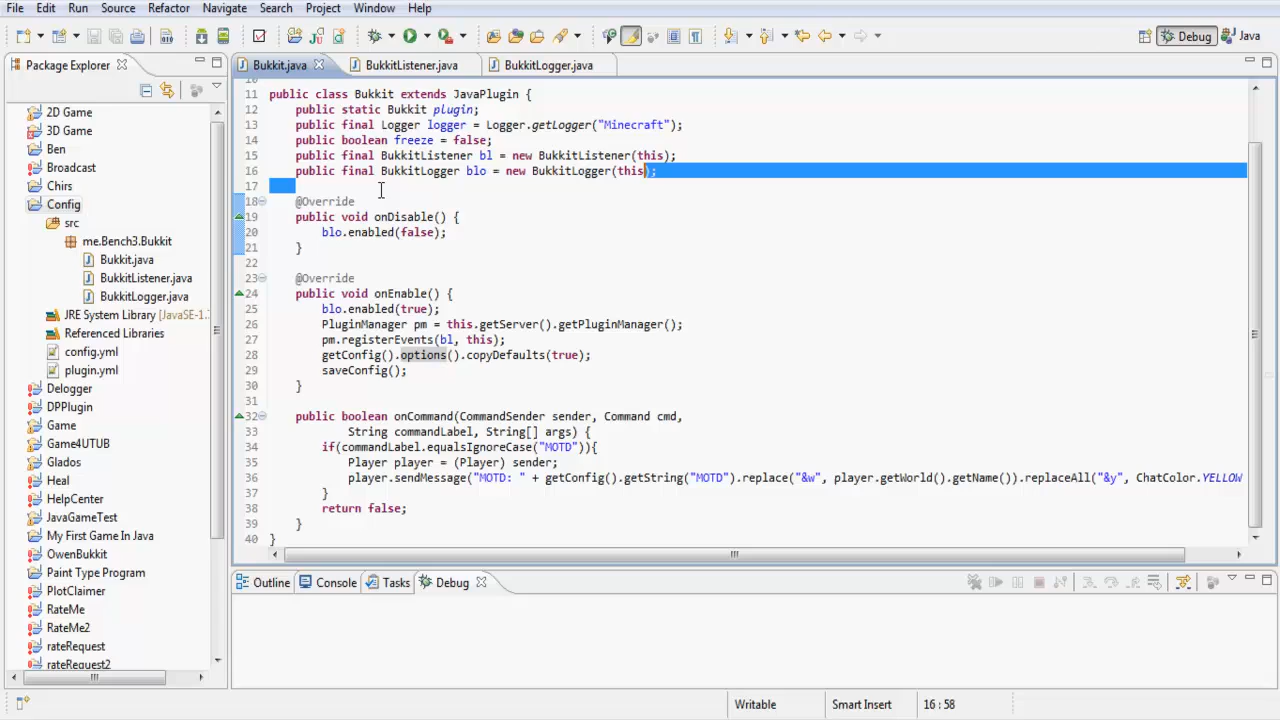 File Edit Run Source Refactor Navigate Search Project Window Help
Debug Java
Package Explorer
Bukkit.java BukkitListener.java BukkitLogger.java
2D Game
3D Game
Ben
Broadcast
Chirs
Config
src
me.Bench3.Bukkit
Bukkit.java
BukkitListener.java
BukkitLogger.java
JRE System Library [JavaSE-1.
Referenced Libraries
config.yml
plugin.yml
Delogger
DPPlugin
Game
Game4UTUB
Glados
Heal
HelpCenter
JavaGameTest
My First Game In Java
OwenBukkit
Paint Type Program
PlotClaimer
RateMe
RateMe2
rateRequest
rateRequest2
10
11 public class Bukkit extends JavaPlugin {
12 public static Bukkit plugin;
13 public final Logger logger = Logger.getLogger("Minecraft");
14 public boolean freeze = false;
15 public final BukkitListener bl = new BukkitListener(this);
16 public final BukkitLogger blo = new BukkitLogger(this);
17
18 @Override
19 public void onDisable() {
20 blo.enabled(false);
21 }
22
23 @Override
24 public void onEnable() {
25 blo.enabled(true);
26 PluginManager pm = this.getServer().getPluginManager();
27 pm.registerEvents(bl, this);
28 getConfig().options().copyDefaults(true);
29 saveConfig();
30 }
31
32 public boolean onCommand(CommandSender sender, Command cmd,
33 String commandLabel, String[] args) {
34 if(commandLabel.equalsIgnoreCase("MOTD")){
35 Player player = (Player) sender;
36 player.sendMessage("MOTD: " + getConfig().getString("MOTD").replace("&w", player.getWorld().getName()).replaceAll("&y", ChatColor.YELLOW
37 }
38 return false;
39 }
40 }
Outline Console Tasks Debug
Writable Smart Insert 16 : 58